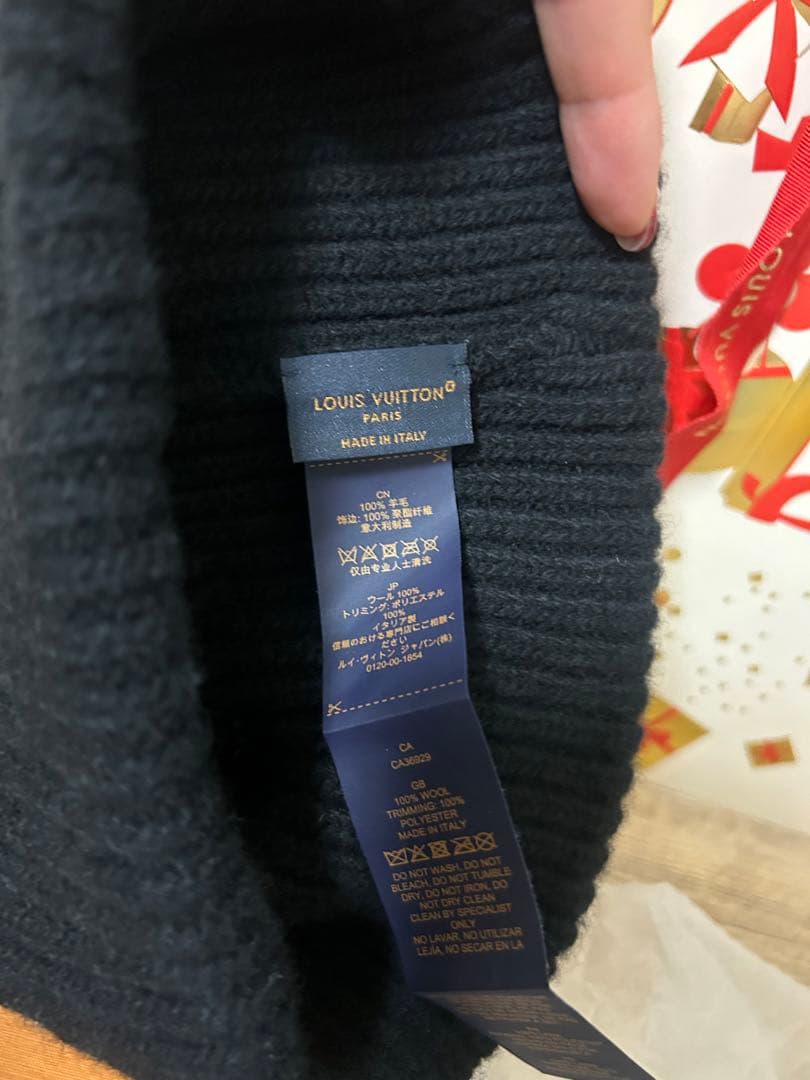 LOUIS VUITTON
PARIS
MADE IN ITALY
CN
100% 羊毛
饰边: 100% 聚酯纤维
意大利制造
仅由专业人士清洗
JP
ウール 100%
トリミング: ポリエステル
100%
イタリア製
信頼のおける専門店にご相談く
ださい
ルイ・ヴィトン ジャパン(株)
0120-00-1854
CA
CA36929
GB
100% WOOL
TRIMMING: 100%
POLYESTER
MADE IN ITALY
DO NOT WASH, DO NOT
BLEACH, DO NOT TUMBLE
DRY, DO NOT IRON, DO
NOT DRY CLEAN
CLEAN BY SPECIALIST
ONLY
NO LAVAR, NO UTILIZAR
LEJÍA, NO SECAR EN LA
LOUIS VU